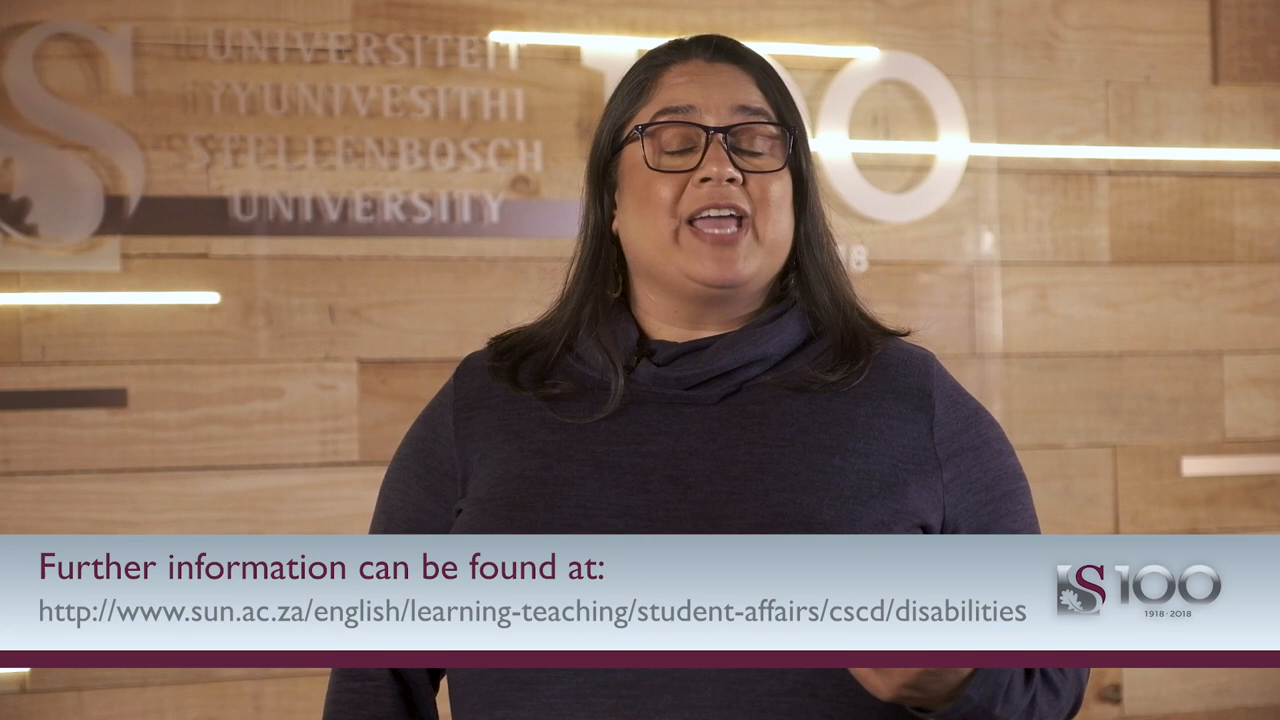 UNIVERSITEIT
IYUNIVESITHI
STELLENBOSCH
UNIVERSITY
100
Further information can be found at:
http://www.sun.ac.za/english/learning-teaching/student-affairs/cscd/disabilities
S100
1918·2018